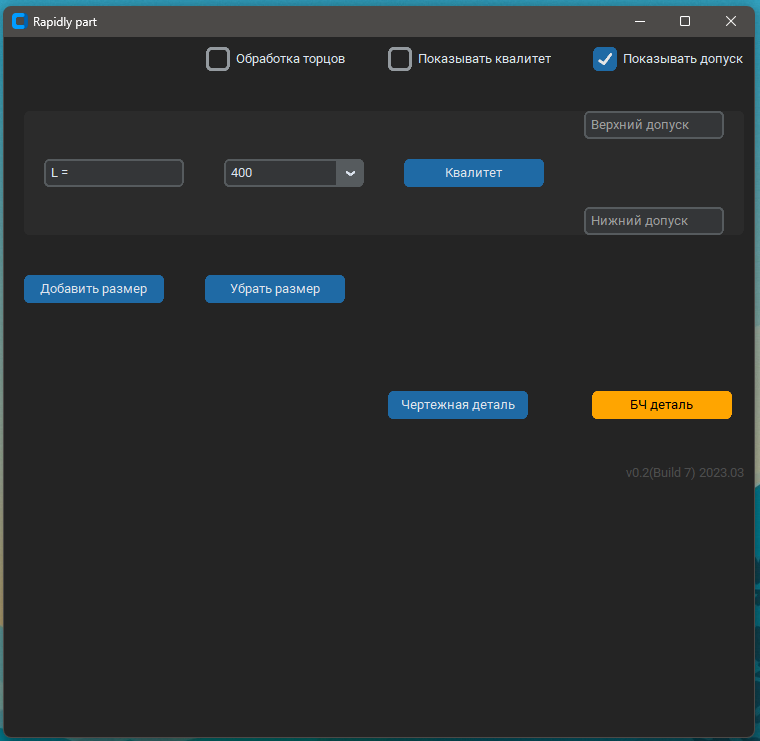 Rapidly part
Обработка торцов
Показывать квалитет
Показывать допуск
Верхний допуск
L =
400
Квалитет
Нижний допуск
Добавить размер
Убрать размер
Чертежная деталь
БЧ деталь
v0.2(Build 7) 2023.03